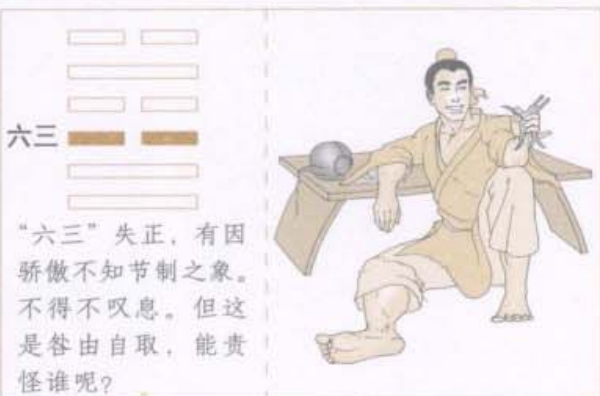 六三
“六三”失正，有因
骄傲不知节制之象。
不得不叹息。但这
是咎由自取，能责
怪谁呢？